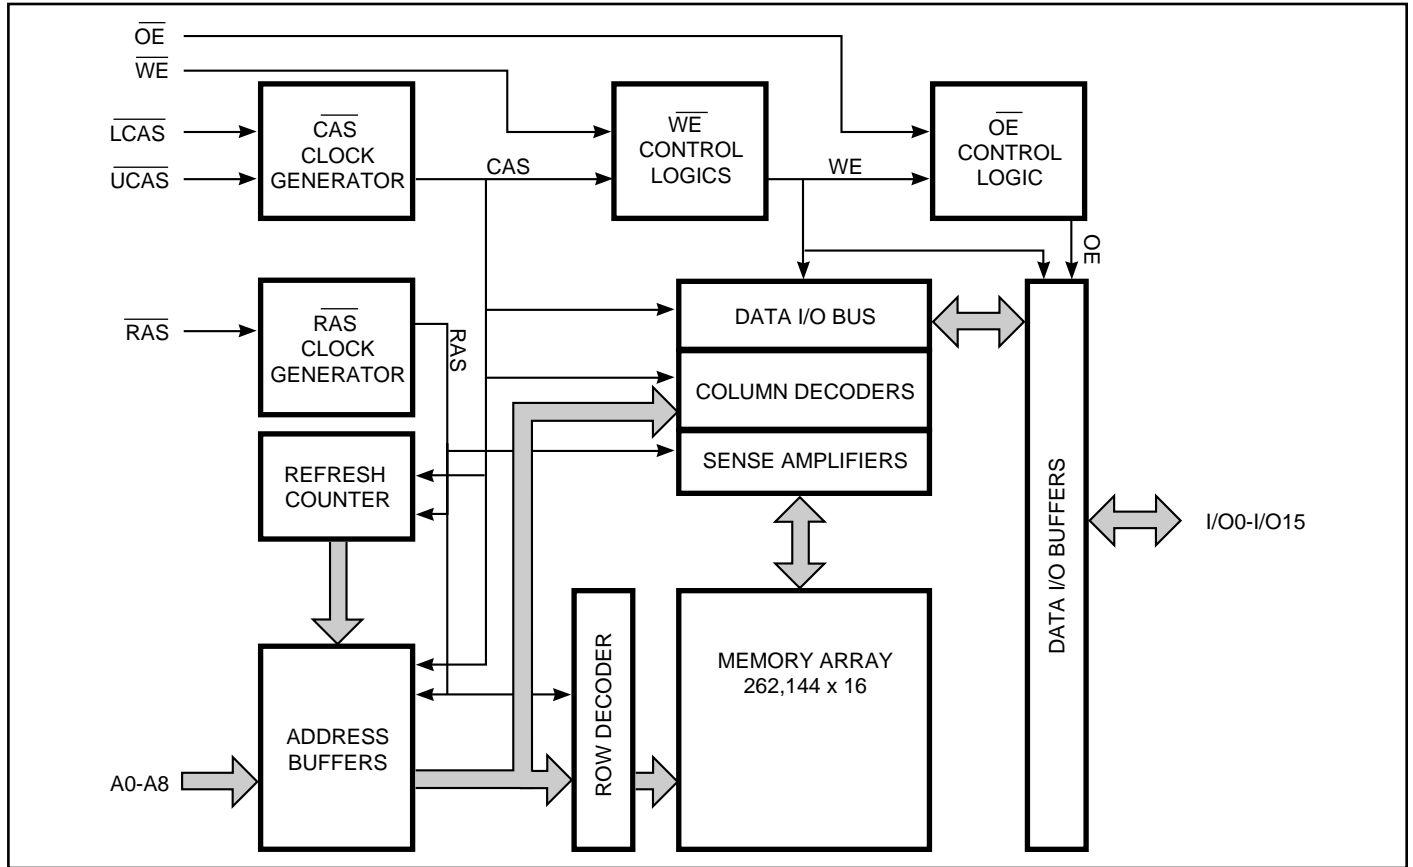 OE
WE
LCAS
UCAS
CAS
CLOCK
GENERATOR
CAS
WE
CONTROL
LOGICS
WE
OE
CONTROL
LOGIC
OE
RAS
RAS
CLOCK
GENERATOR
RAS
DATA I/O BUS
COLUMN DECODERS
SENSE AMPLIFIERS
REFRESH
COUNTER
DATA I/O BUFFERS
I/O0-I/O15
ROW DECODER
MEMORY ARRAY
262,144 x 16
ADDRESS
BUFFERS
A0-A8